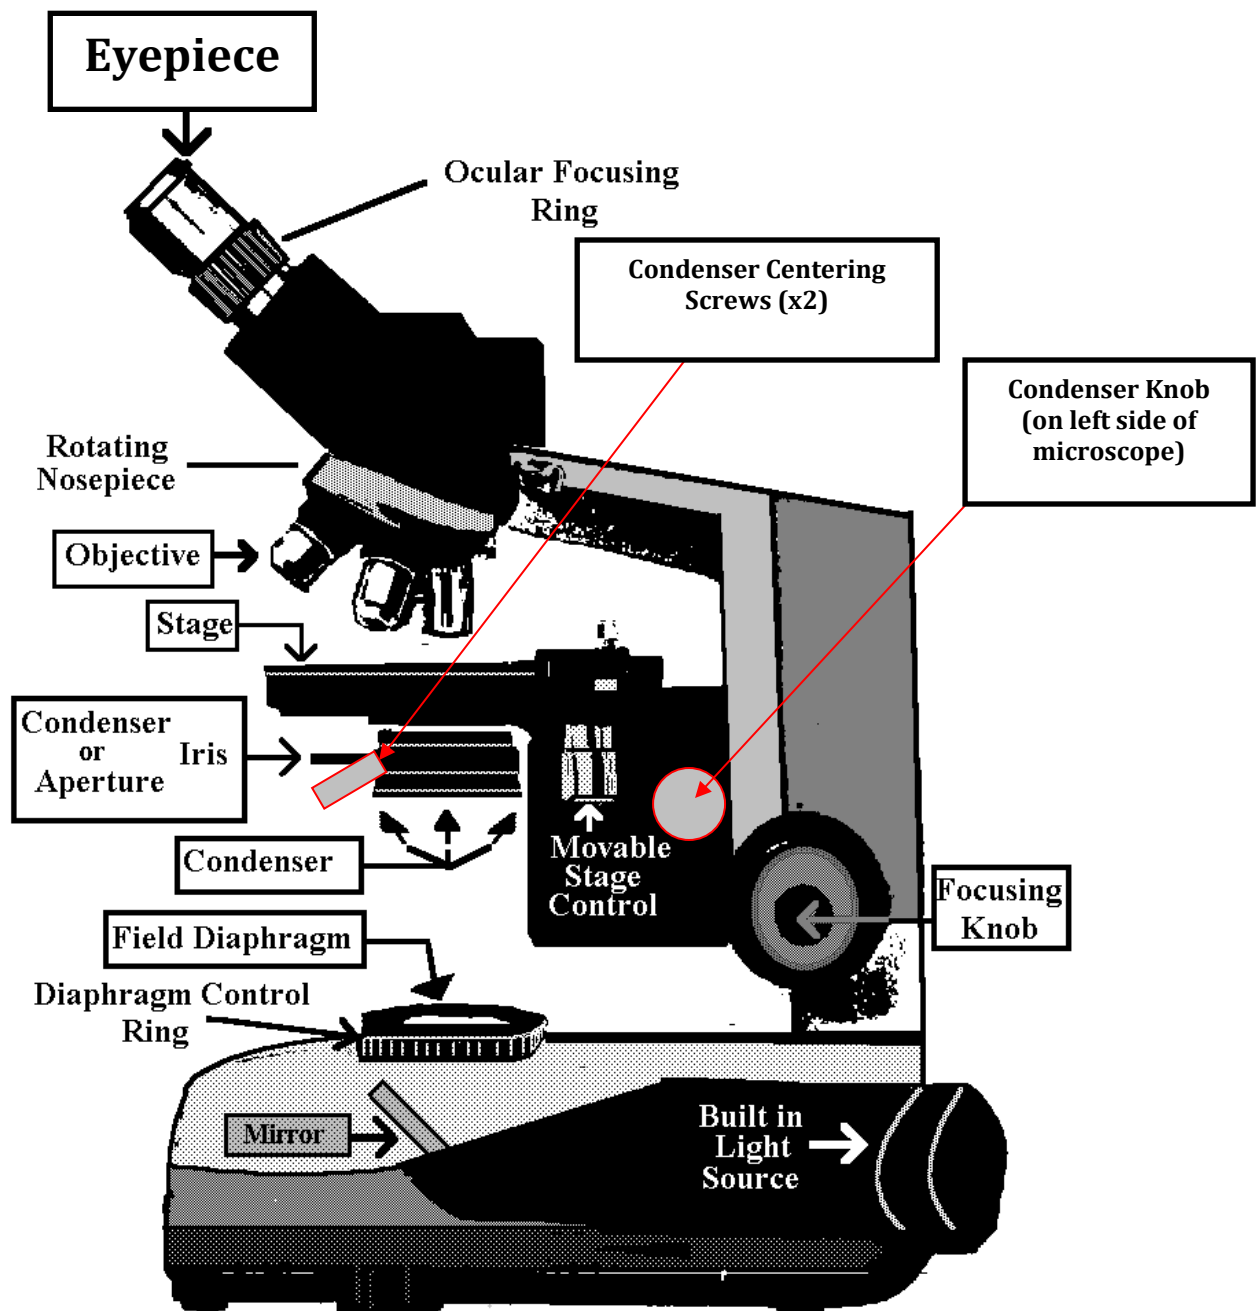 Eyepiece
Ocular Focusing
Ring
Condenser Centering
Screws (x2)
Condenser Knob
(on left side of
microscope)
Rotating
Nosepiece
Objective
Stage
Condenser
or
Aperture
Iris
Condenser
Movable
Stage
Control
Focusing
Knob
Field Diaphragm
Diaphragm Control
Ring
Mirror
Built in
Light
Source